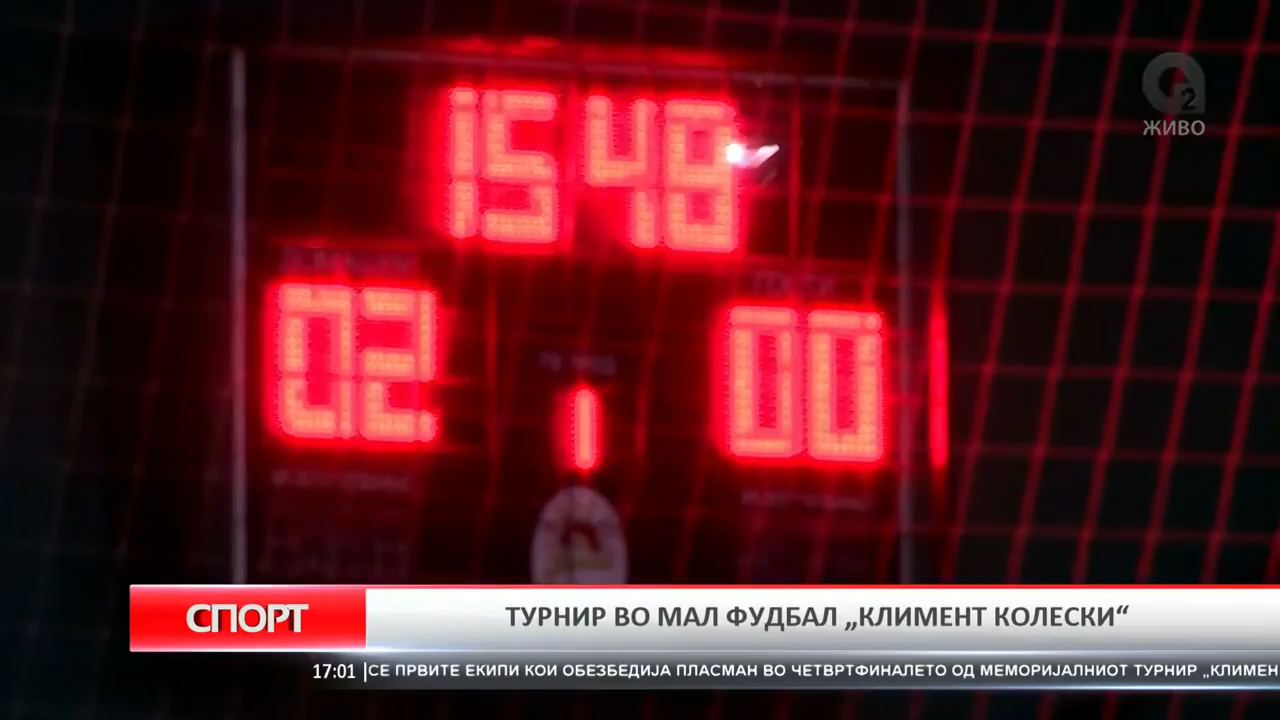 2
ЖИВО
15 48
02
00
1
СПОРТ
ТУРНИР ВО МАЛ ФУДБАЛ „КЛИМЕНТ КОЛЕСКИ“
17:01 СЕ ПРВИТЕ ЕКИПИ КОИ ОБЕЗБЕДИЈА ПЛАСМАН ВО ЧЕТВРТФИНАЛЕТО ОД МЕМОРИЈАЛНИОТ ТУРНИР „КЛИМЕН